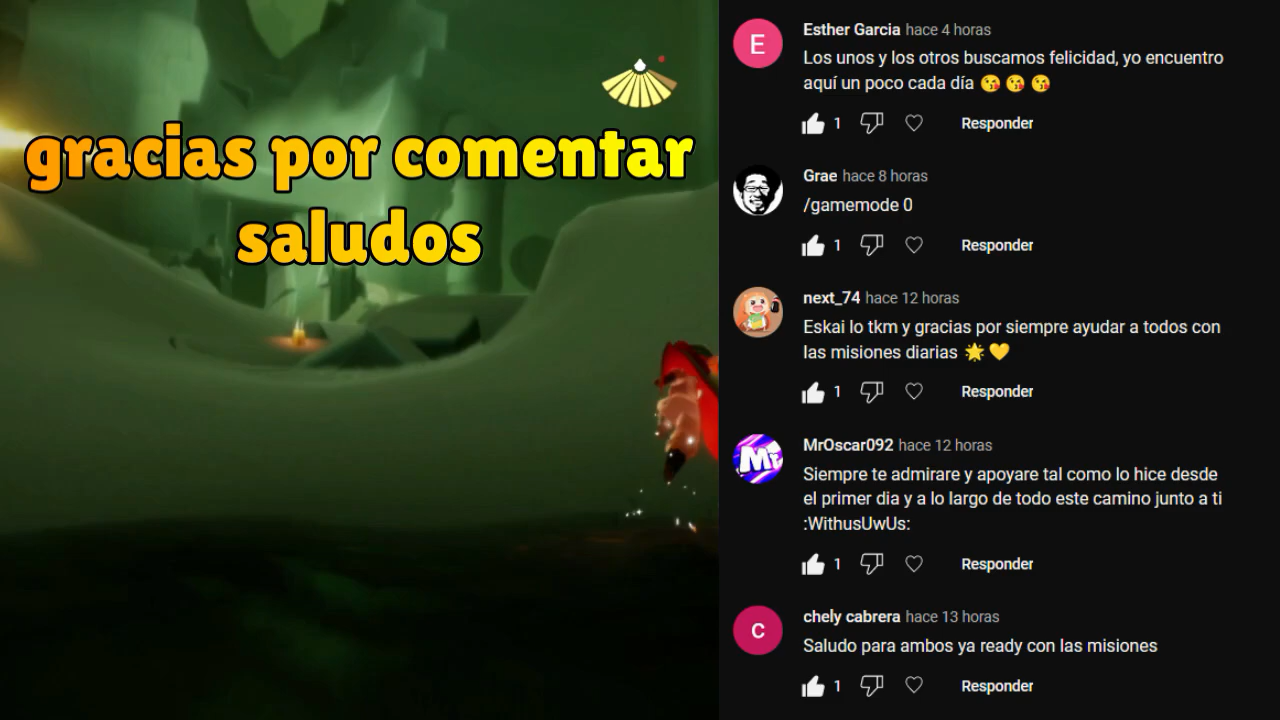 gracias por comentar
saludos
E
Esther Garcia hace 4 horas
Los unos y los otros buscamos felicidad, yo encuentro
aquí un poco cada día 😘 😘 😘
1 Responder
Grae hace 8 horas
/gamemode 0
1 Responder
next_74 hace 12 horas
Eskai lo tkm y gracias por siempre ayudar a todos con
las misiones diarias 🌟 💛
1 Responder
MrOscar092 hace 12 horas
Siempre te admirare y apoyare tal como lo hice desde
el primer dia y a lo largo de todo este camino junto a ti
:WithusUwUs:
1 Responder
c
chely cabrera hace 13 horas
Saludo para ambos ya ready con las misiones
1 Responder